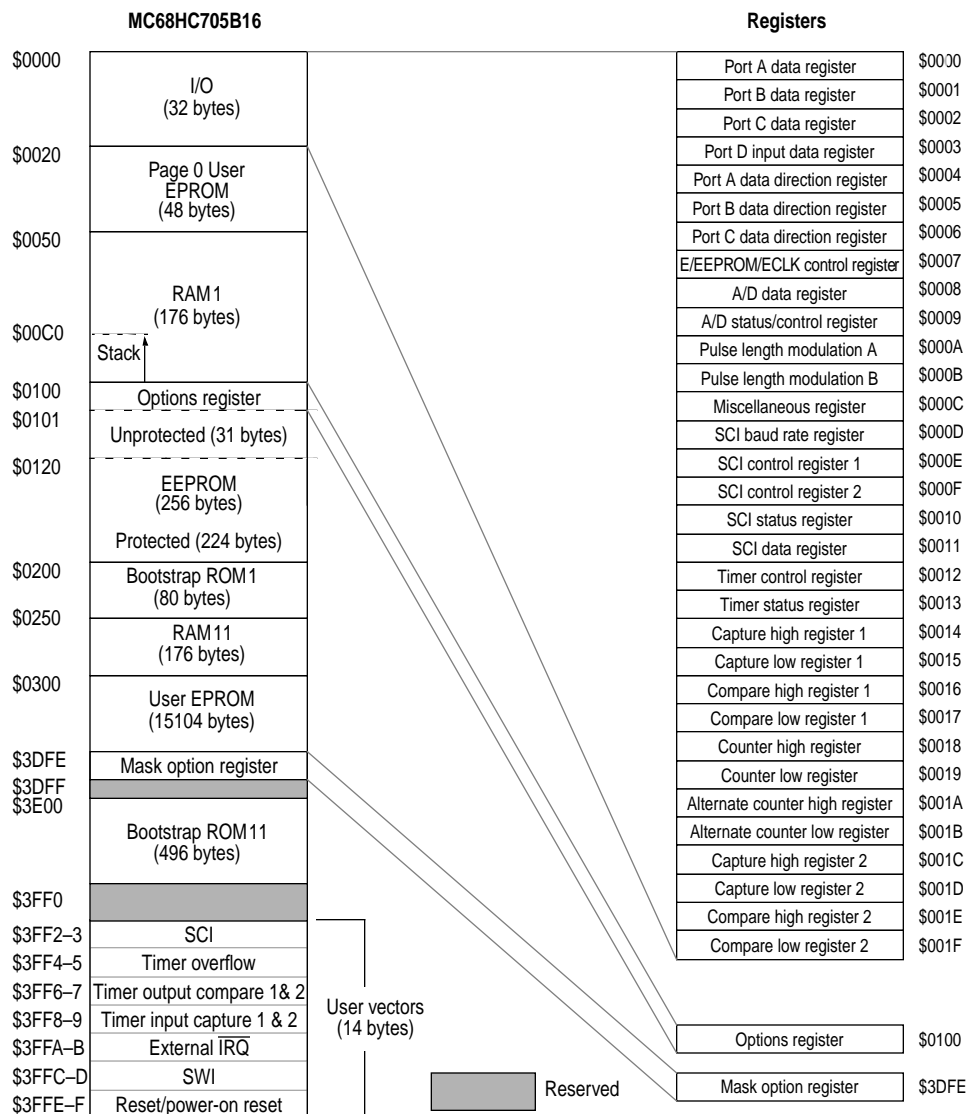 MC68HC705B16
$0000
I/O
(32 bytes)
$0020
Page 0 User
EPROM
(48 bytes)
$0050
RAM1
(176 bytes)
$00C0
Stack
$0100
Options register
$0101
Unprotected (31 bytes)
$0120
EEPROM
(256 bytes)
Protected (224 bytes)
$0200
Bootstrap ROM1
(80 bytes)
$0250
RAM11
(176 bytes)
$0300
User EPROM
(15104 bytes)
$3DFE
Mask option register
$3DFF
$3E00
Bootstrap ROM11
(496 bytes)
$3FF0
$3FF2–3 SCI
$3FF4–5 Timer overflow
$3FF6–7 Timer output compare 1& 2
$3FF8–9 Timer input capture 1 & 2
$3FFA–B External IRQ
$3FFC–D SWI
$3FFE–F Reset/power-on reset
User vectors
(14 bytes)
Reserved
Registers
Port A data register $0000
Port B data register $0001
Port C data register $0002
Port D input data register $0003
Port A data direction register $0004
Port B data direction register $0005
Port C data direction register $0006
E/EEPROM/ECLK control register $0007
A/D data register $0008
A/D status/control register $0009
Pulse length modulation A $000A
Pulse length modulation B $000B
Miscellaneous register $000C
SCI baud rate register $000D
SCI control register 1 $000E
SCI control register 2 $000F
SCI status register $0010
SCI data register $0011
Timer control register $0012
Timer status register $0013
Capture high register 1 $0014
Capture low register 1 $0015
Compare high register 1 $0016
Compare low register 1 $0017
Counter high register $0018
Counter low register $0019
Alternate counter high register $001A
Alternate counter low register $001B
Capture high register 2 $001C
Capture low register 2 $001D
Compare high register 2 $001E
Compare low register 2 $001F
Options register $0100
Mask option register $3DFE